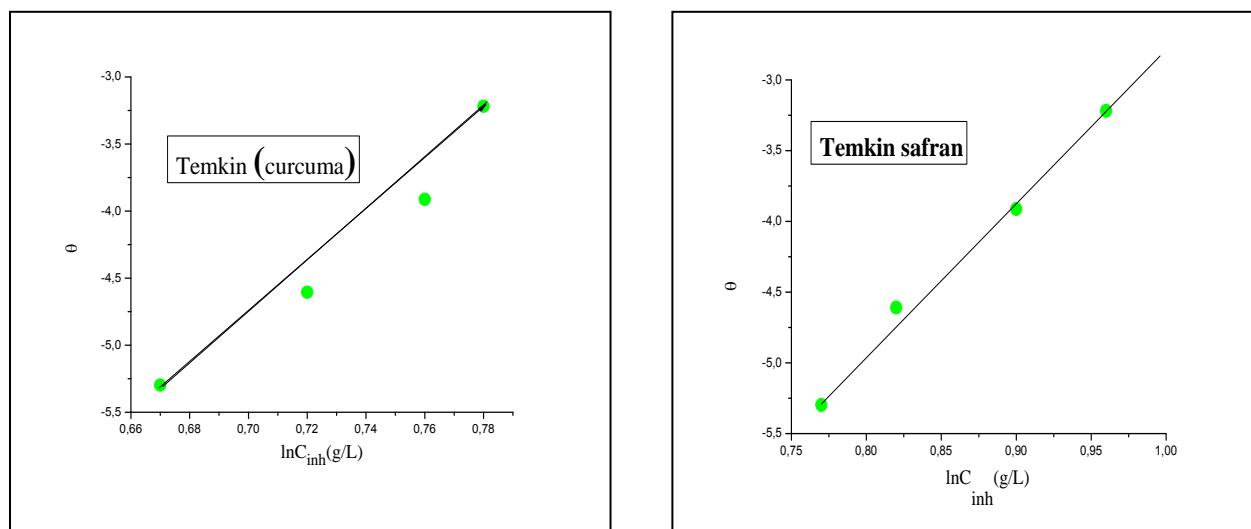 -3,0
-3,5
-4,0
-4,5
-5,0
-5,5
θ
Temkin (curcuma)
0,66 0,68 0,70 0,72 0,74 0,76 0,78
lnC_inh(g/L)
-3,0
-3,5
-4,0
-4,5
-5,0
-5,5
θ
Temkin safran
0,75 0,80 0,85 0,90 0,95 1,00
lnC (g/L)
inh